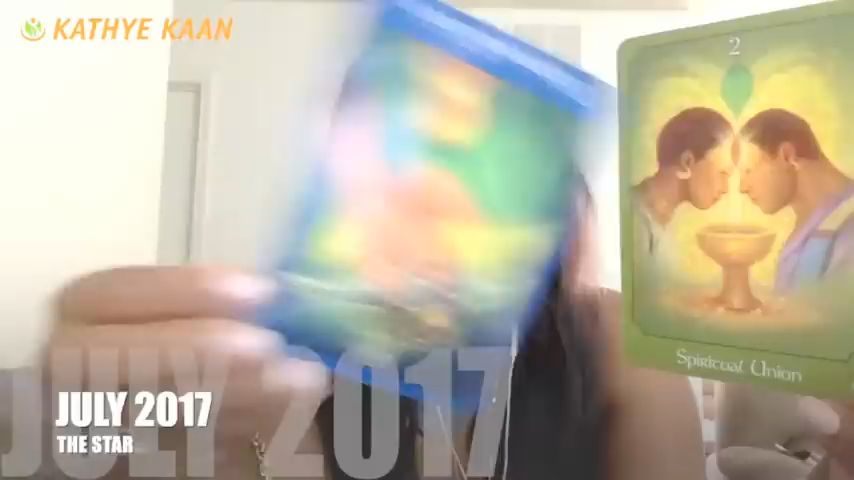 KATHYE KAAN
2
Spiritual Union
JULY 2017
JULY 2017
THE STAR